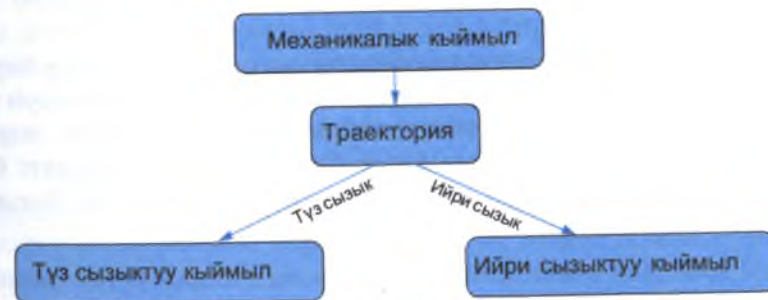 Механикалык кыймыл
Траектория
Түз сызык
Ийри сызык
Түз сызыктуу кыймыл
Ийри сызыктуу кыймыл